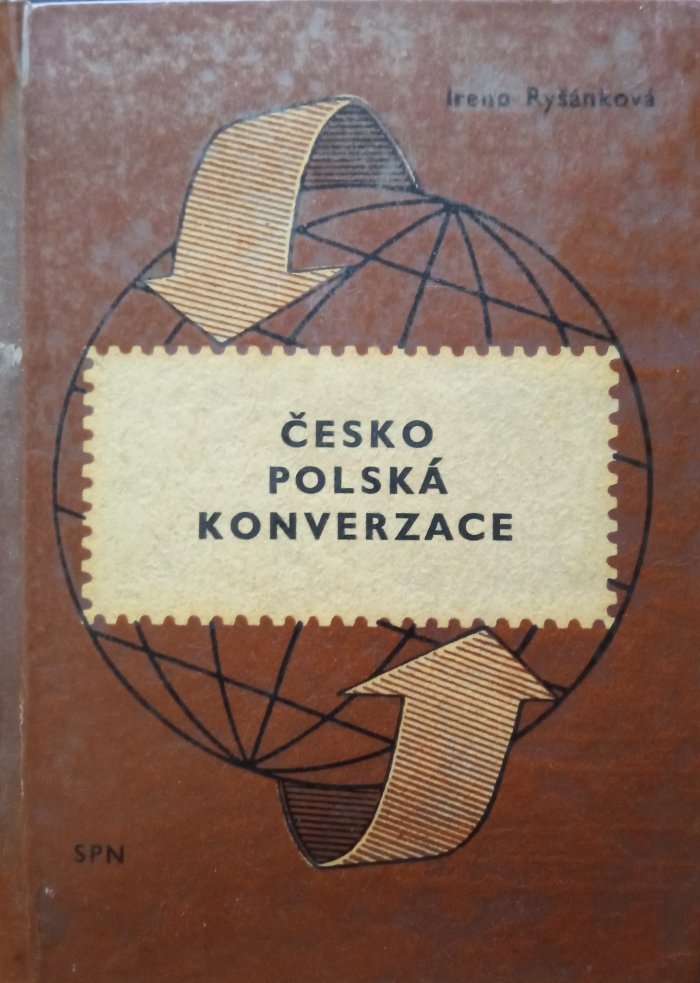 Irena Ryšánková
ČESKO
POLSKÁ
KONVERZACE
SPN